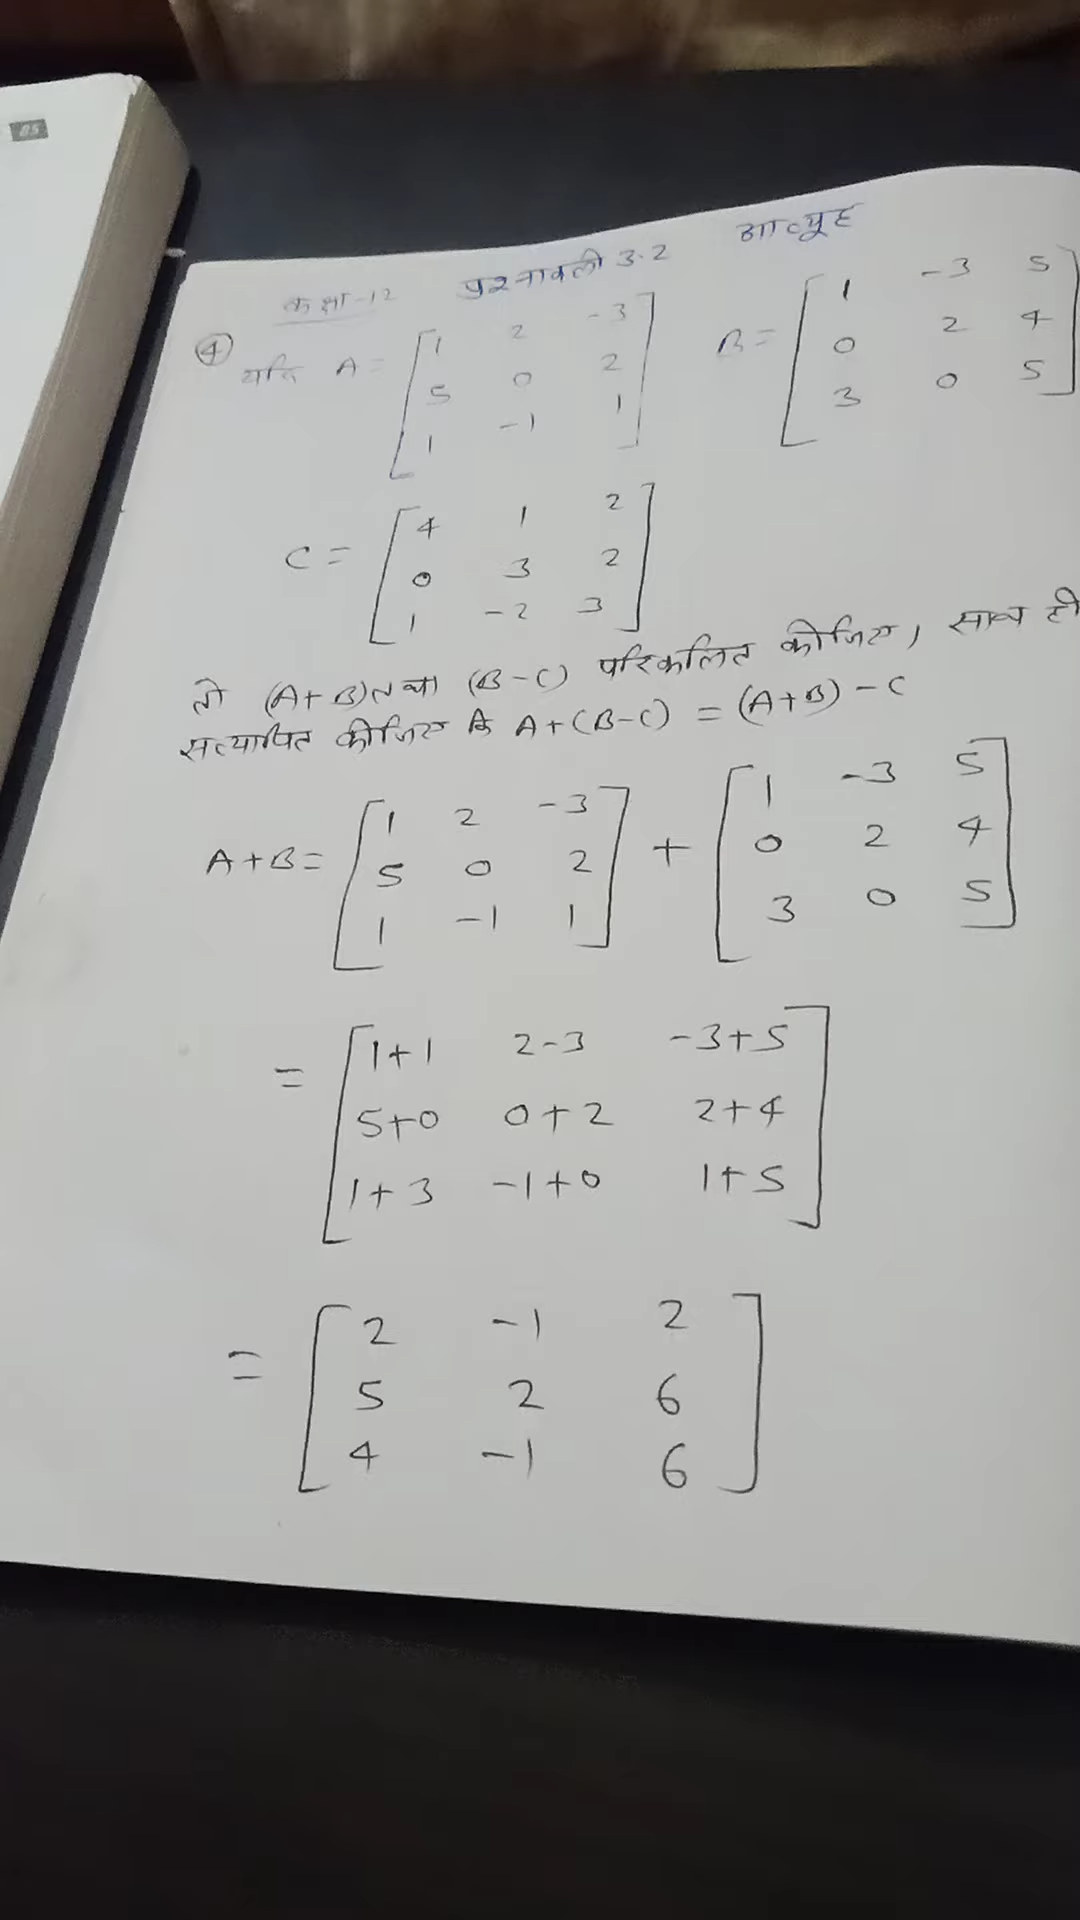 85
कक्षा-12 प्रश्नावली 3.2 आव्यूह
④ यदि A = [1 2 -3 B = [1 -3 5
5 0 2 0 2 4
1 -1 1] 3 0 5]
C = [4 1 2
0 3 2
1 -2 3]
तो (A+B) तथा (B-C) परिकलित कीजिए, साथ ही
सत्यापित कीजिए कि A+(B-C) = (A+B)-C
A+B = [1 2 -3 + [1 -3 5
5 0 2 0 2 4
1 -1 1] 3 0 5]
= [1+1 2-3 -3+5
5+0 0+2 2+4
1+3 -1+0 1+5]
= [2 -1 2
5 2 6
4 -1 6]